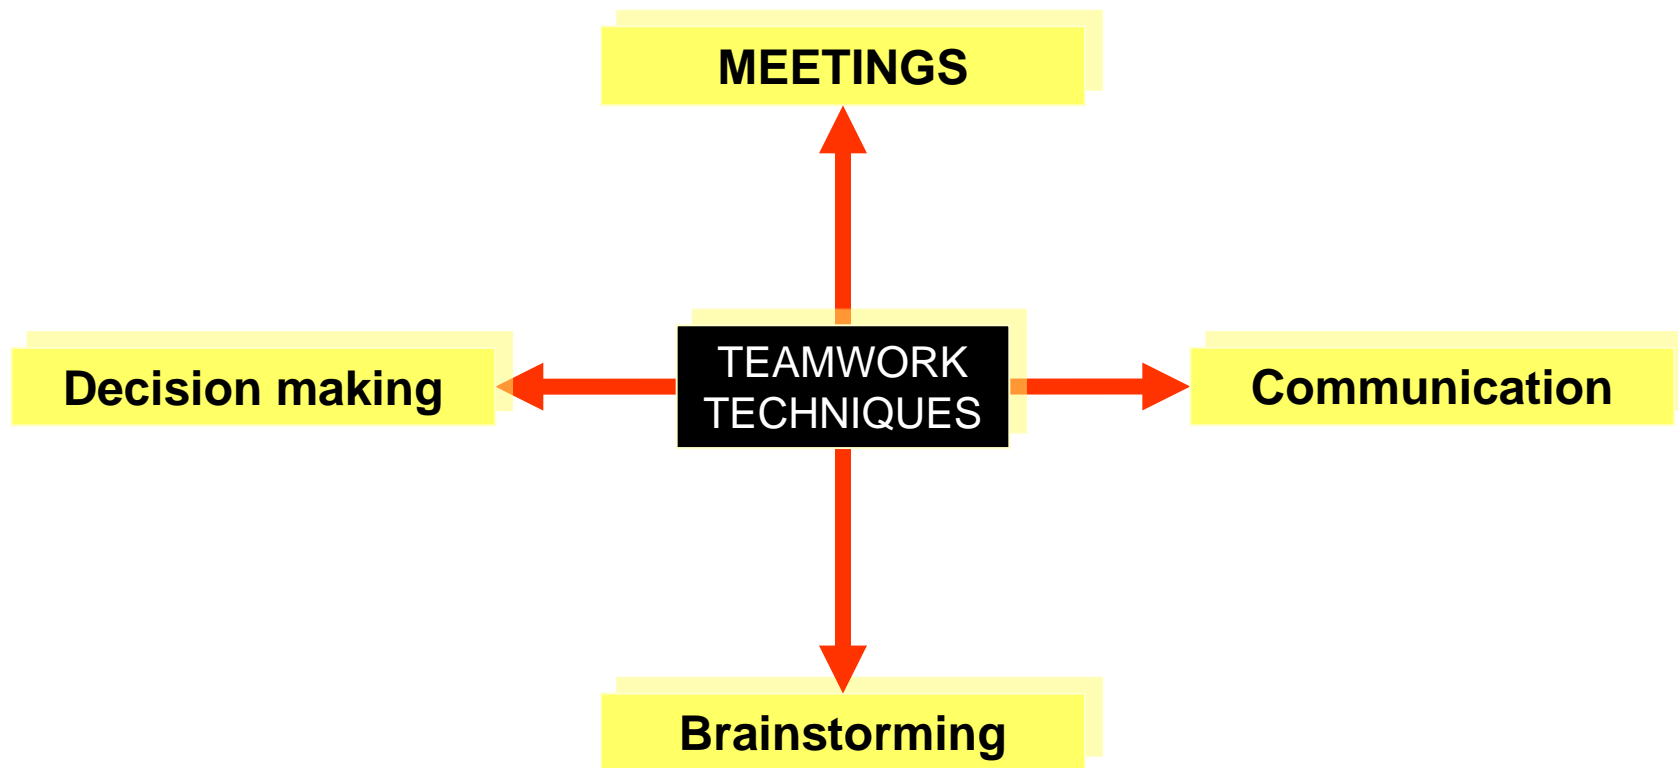 MEETINGS
Decision making
TEAMWORK
TECHNIQUES
Communication
Brainstorming